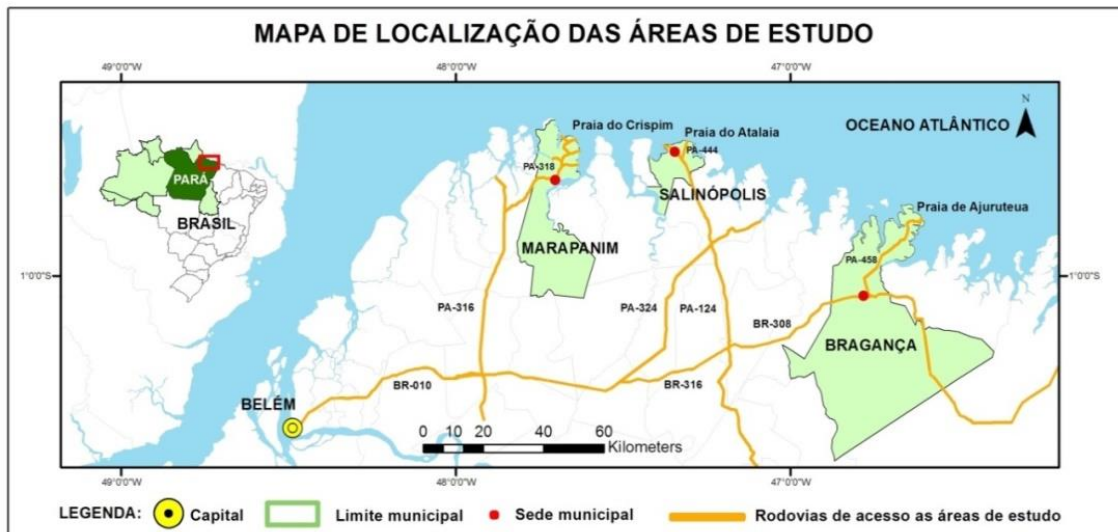 MAPA DE LOCALIZAÇÃO DAS ÁREAS DE ESTUDO
49°0'0"W 48°0'0"W 47°0'0"W
N
OCEANO ATLÂNTICO
Praia do Crispim
Praia do Atalaia
PA-444
PA-318
PARÁ
SALINÓPOLIS
BRASIL
Praia de Ajuruteua
MARAPANIM
PA-458
1°0'0"S 1°0'0"S
PA-316
PA-324
PA-124
BR-308
BRAGANÇA
BR-010
BR-316
BELÉM
0 10 20 40 60
Kilometers
49°0'0"W 48°0'0"W 47°0'0"W
LEGENDA: Capital Limite municipal Sede municipal Rodovias de acesso as áreas de estudo